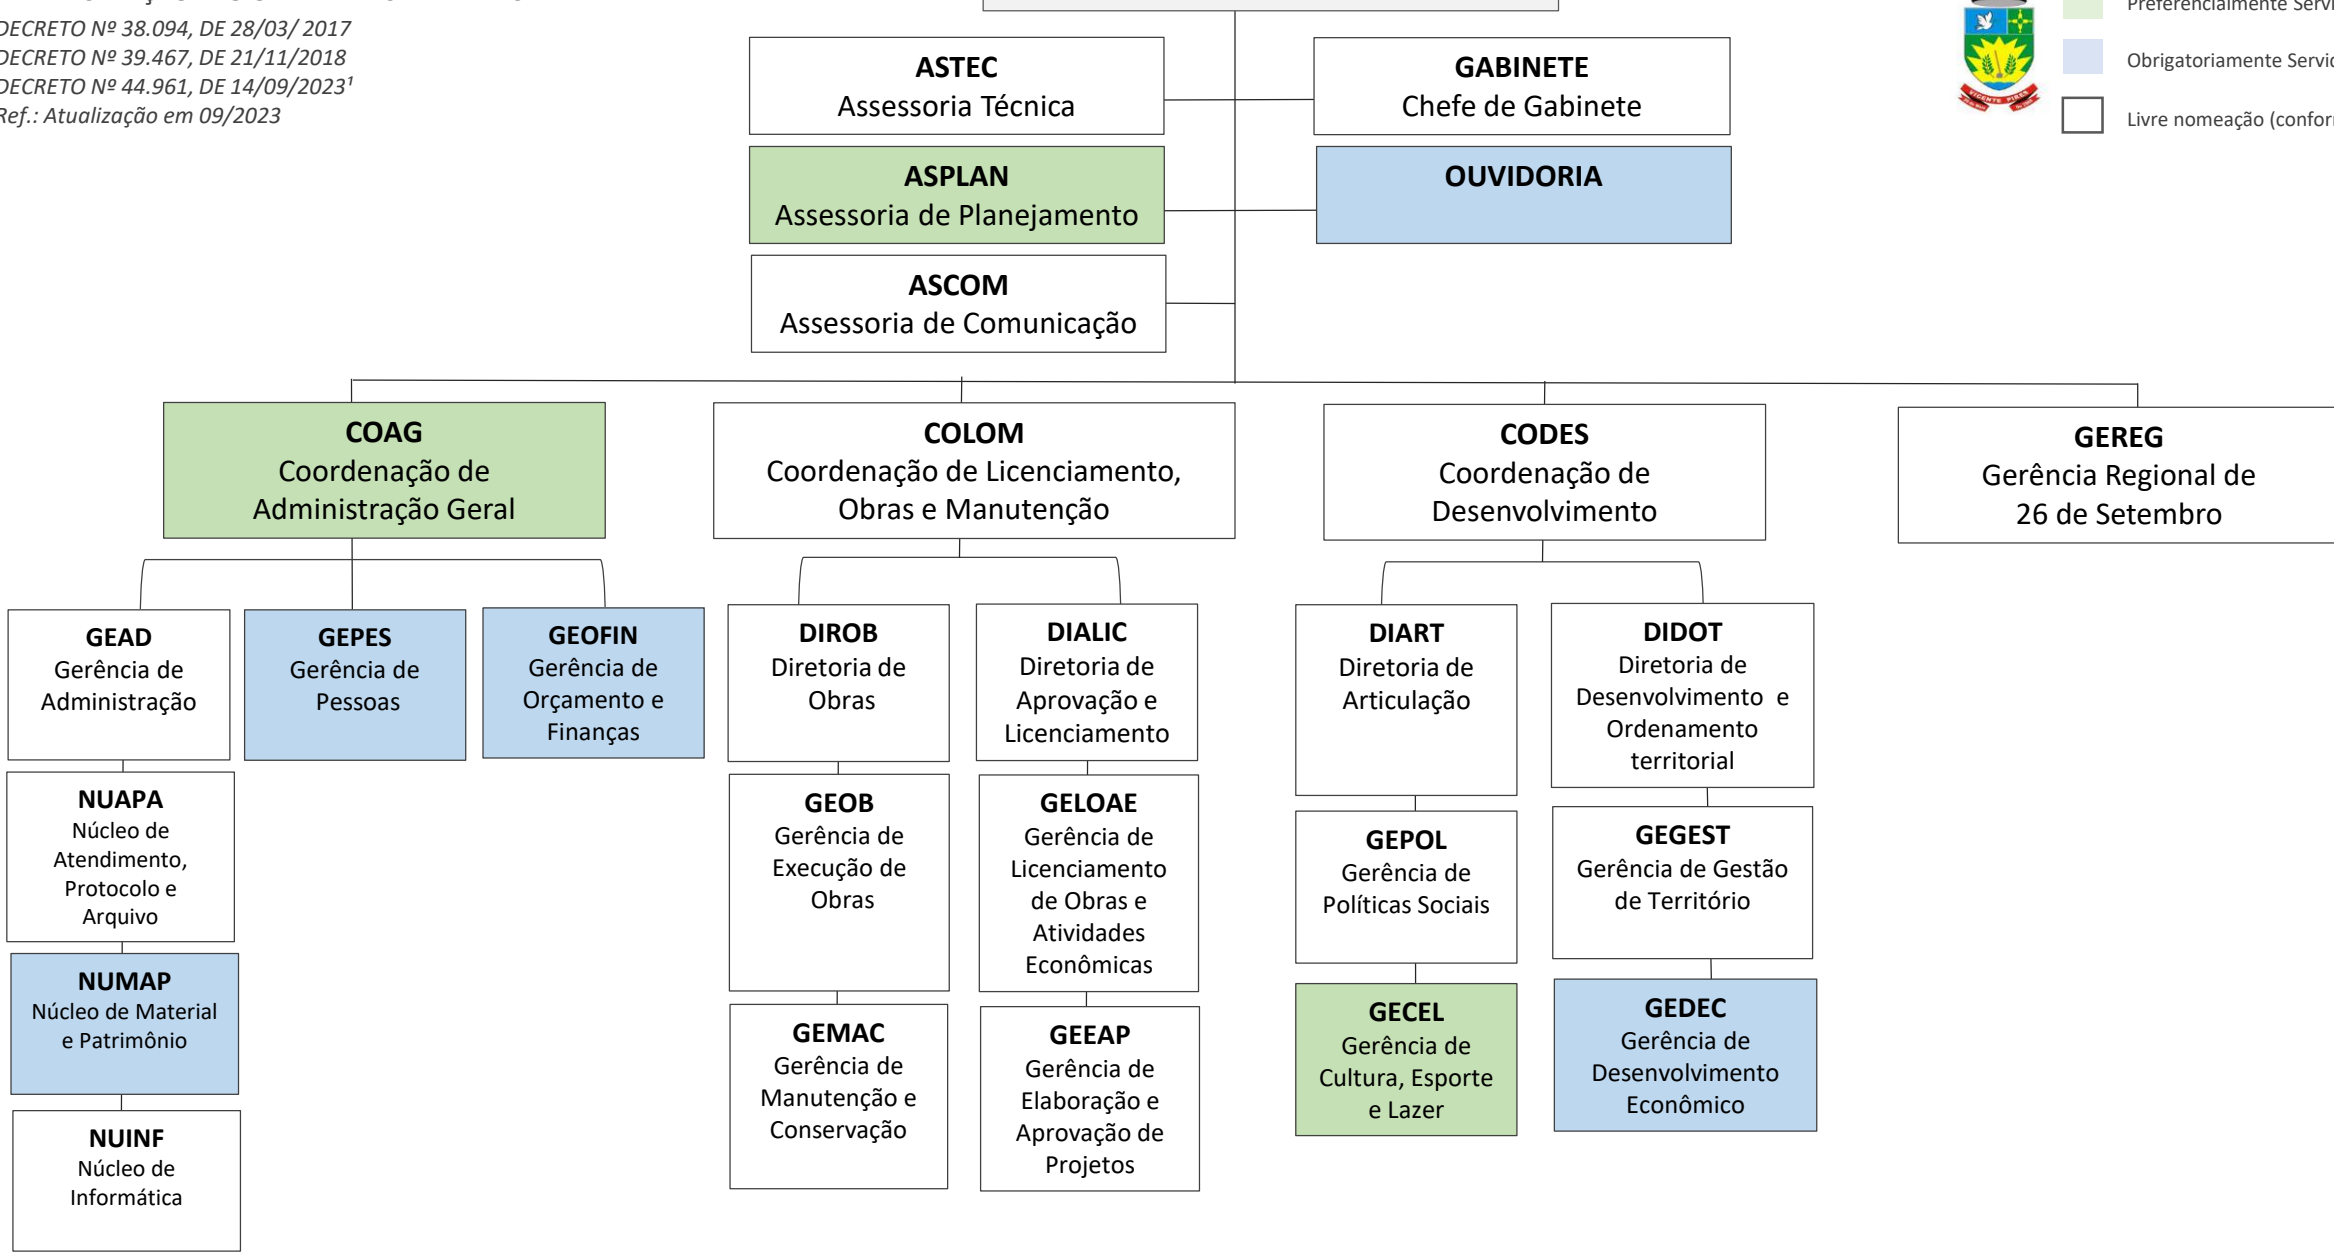 DECRETO Nº 38.094, DE 28/03/ 2017
DECRETO Nº 39.467, DE 21/11/2018
DECRETO Nº 44.961, DE 14/09/2023¹
Ref.: Atualização em 09/2023
Preferencialmente
Obrigatoriamente
Livre nomeação
VICENTE PIRES
ASTEC
Assessoria Técnica
GABINETE
Chefe de Gabinete
ASPLAN
Assessoria de Planejamento
OUVIDORIA
ASCOM
Assessoria de Comunicação
COAG
Coordenação de
Administração Geral
COLOM
Coordenação de Licenciamento,
Obras e Manutenção
CODES
Coordenação de
Desenvolvimento
GEREG
Gerência Regional de
26 de Setembro
GEAD
Gerência de
Administração
GEPES
Gerência de
Pessoas
GEOFIN
Gerência de
Orçamento e
Finanças
DIROB
Diretoria de
Obras
DIALIC
Diretoria de
Aprovação e
Licenciamento
DIART
Diretoria de
Articulação
DIDOT
Diretoria de
Desenvolvimento e
Ordenamento
territorial
NUAPA
Núcleo de
Atendimento,
Protocolo e
Arquivo
GEOB
Gerência de
Execução de
Obras
GELOAE
Gerência de
Licenciamento
de Obras e
Atividades
Econômicas
GEPOL
Gerência de
Políticas Sociais
GEGEST
Gerência de Gestão
de Território
NUMAP
Núcleo de Material
e Patrimônio
GEMAC
Gerência de
Manutenção e
Conservação
GEEAP
Gerência de
Elaboração e
Aprovação de
Projetos
GECEL
Gerência de
Cultura, Esporte
e Lazer
GEDEC
Gerência de
Desenvolvimento
Econômico
NUINF
Núcleo de
Informática